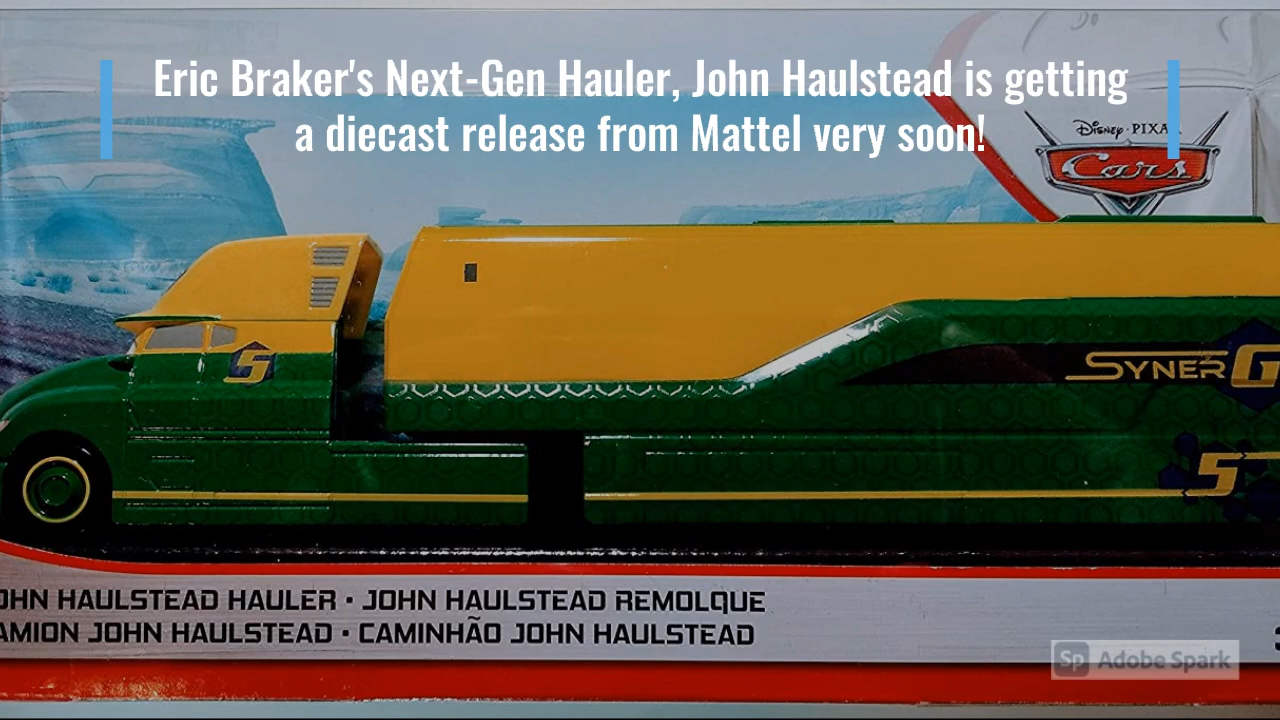 Eric Braker's Next-Gen Hauler, John Haulstead is getting
a diecast release from Mattel very soon!
Disney · PIXA
Cars
SYNERG
5
5
OHN HAULSTEAD HAULER · JOHN HAULSTEAD REMOLQUE
AMION JOHN HAULSTEAD · CAMINHÃO JOHN HAULSTEAD
Sp Adobe Spark